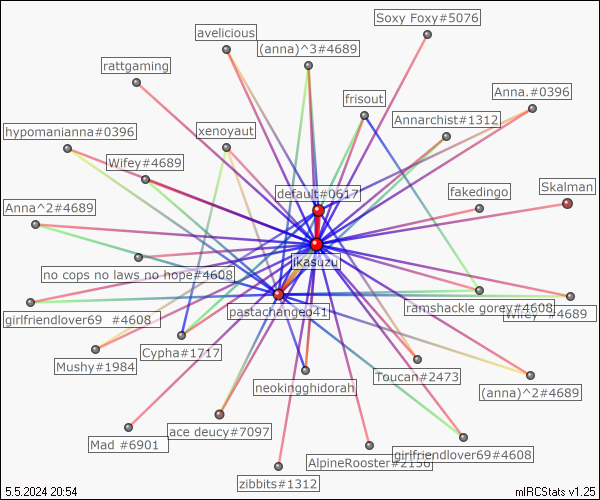 Soxy Foxy#5076
avelicious
(anna)^3#4689
rattgaming
frisout
Anna.#0396
Annarchist#1312
hypomanianna#0396
xenoyaut
Wifey#4689
default#0617
fakedingo
Skalman
Anna^2#4689
jkasuzu
no cops no laws no hope#4608
ramshackle gorey#4608
Wifey #4689
girlfriendlover69 #4608
pastachangeo41
Cypha#1717
Mushy#1984
Toucan#2473
neokingghidorah
(anna)^2#4689
ace deucy#7097
Mad #6901
girlfriendlover69#4608
AlpineRooster#2156
zibbits#1312
5.5.2024 20:54
mIRCStats v1.25